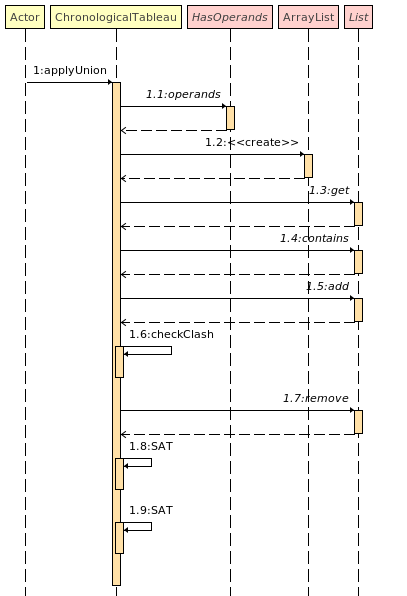 Actor ChronologicalTableau HasOperands ArrayList List
1:applyUnion
1.1:operands
1.2:<<create>>
1.3:get
1.4:contains
1.5:add
1.6:checkClash
1.7:remove
1.8:SAT
1.9:SAT